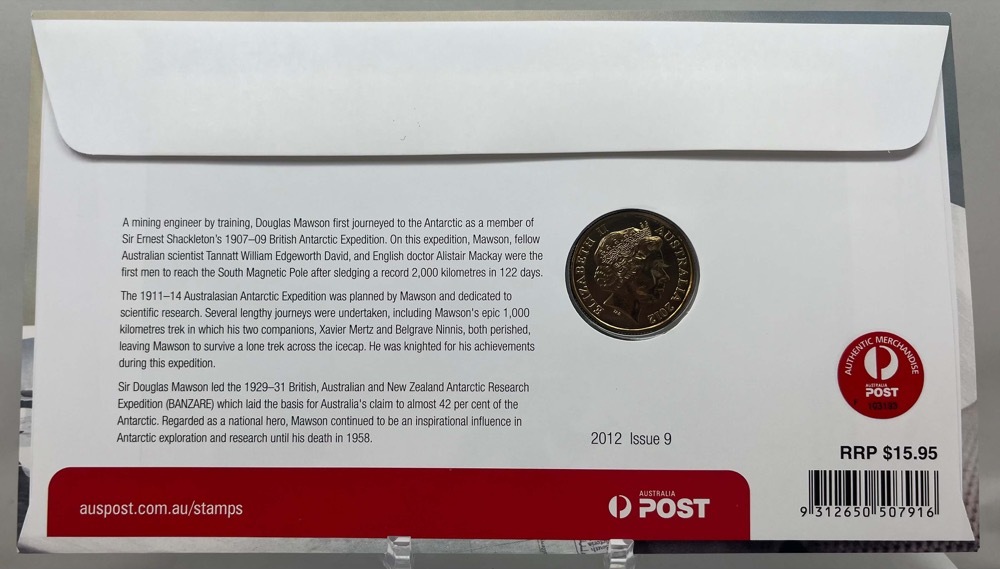 A mining engineer by training, Douglas Mawson first journeyed to the Antarctic as a member of
Sir Ernest Shackleton's 1907–09 British Antarctic Expedition. On this expedition, Mawson, fellow
Australian scientist Tannatt William Edgeworth David, and English doctor Alistair Mackay were the
first men to reach the South Magnetic Pole after sledging a record 2,000 kilometres in 122 days.
The 1911–14 Australasian Antarctic Expedition was planned by Mawson and dedicated to
scientific research. Several lengthy journeys were undertaken, including Mawson's epic 1,000
kilometres trek in which his two companions, Xavier Mertz and Belgrave Ninnis, both perished,
leaving Mawson to survive a lone trek across the icecap. He was knighted for his achievements
during this expedition.
Sir Douglas Mawson led the 1929–31 British, Australian and New Zealand Antarctic Research
Expedition (BANZARE) which laid the basis for Australia's claim to almost 42 per cent of the
Antarctic. Regarded as a national hero, Mawson continued to be an inspirational influence in
Antarctic exploration and research until his death in 1958.
ELIZABETH II AUSTRALIA 2012
2012 Issue 9
AUTHENTIC MERCHANDISE
AUSTRALIA
POST
RRP $15.95
9 312650 507916
auspost.com.au/stamps
AUSTRALIA
POST